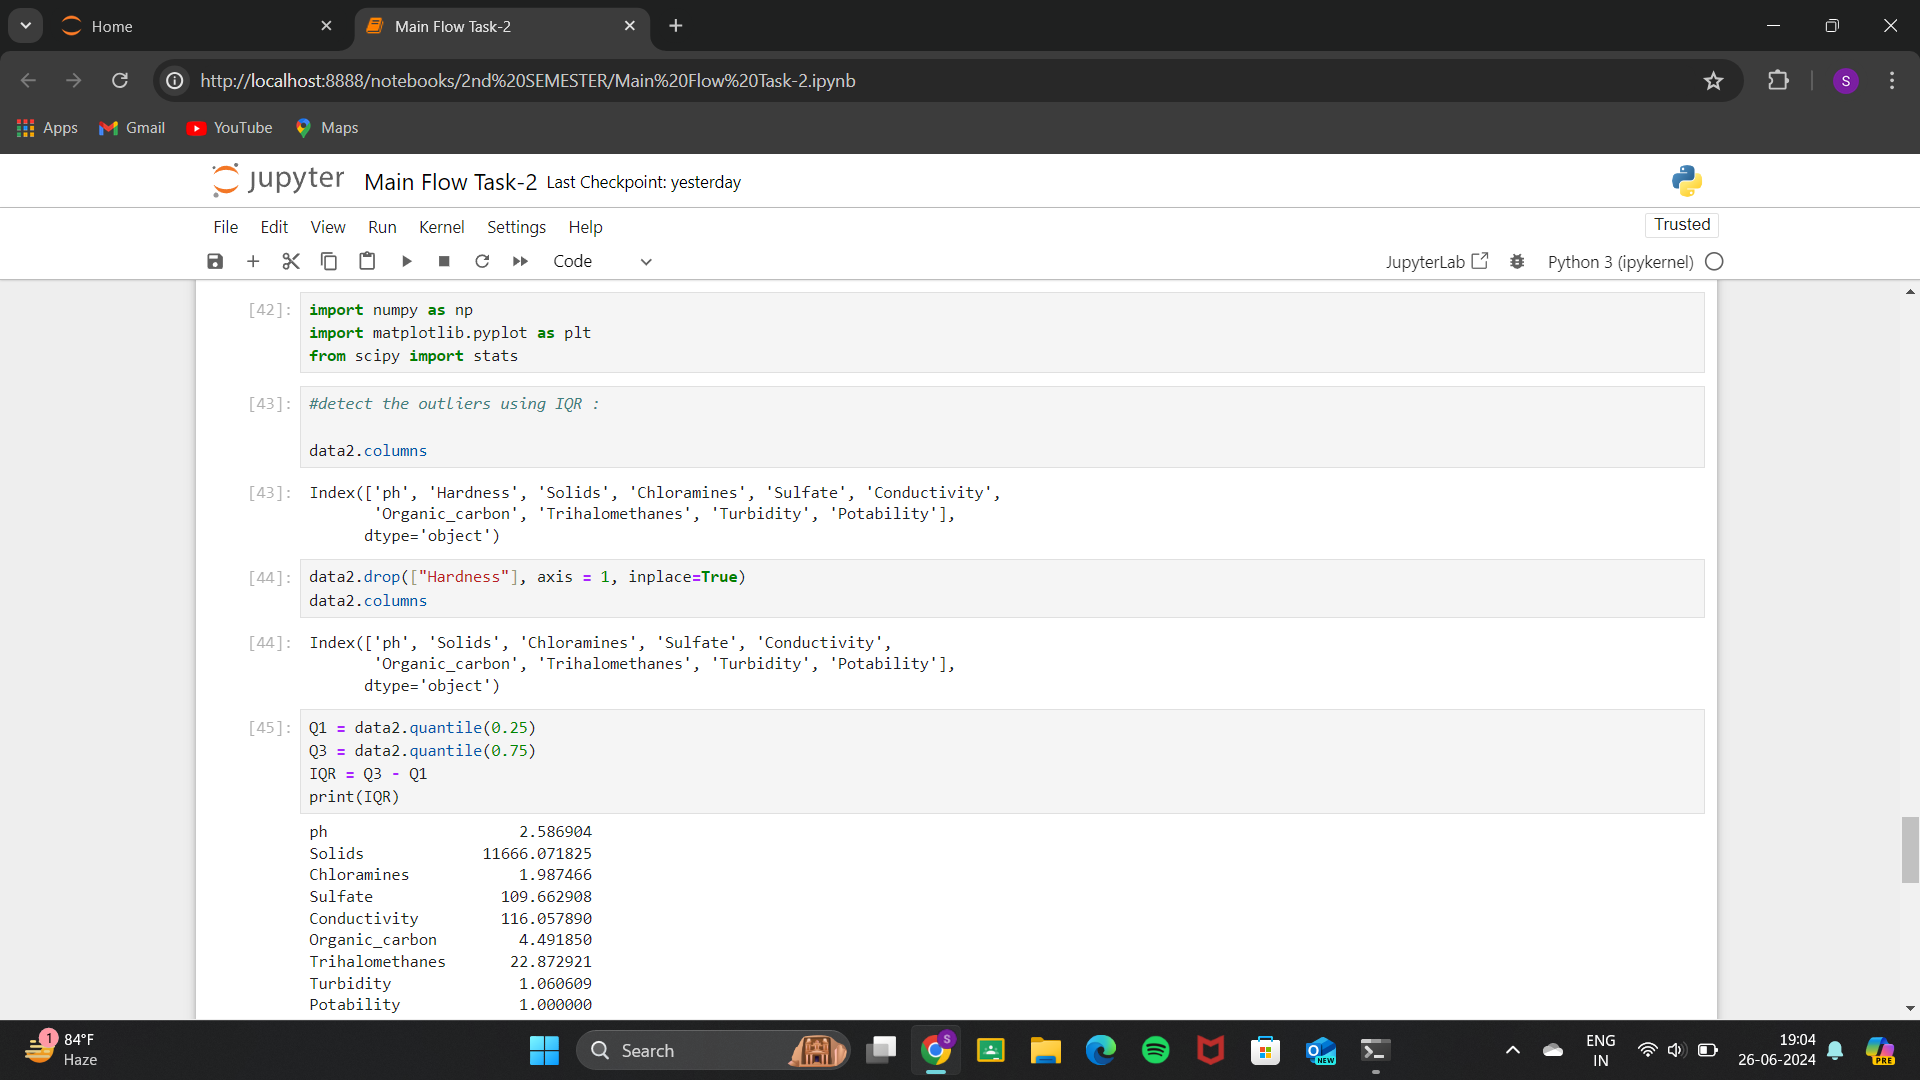 Home
Main Flow Task-2
http://localhost:8888/notebooks/2nd%20SEMESTER/Main%20Flow%20Task-2.ipynb
S
Apps Gmail YouTube Maps
jupyter Main Flow Task-2 Last Checkpoint: yesterday
File Edit View Run Kernel Settings Help
Trusted
Code
JupyterLab Python 3 (ipykernel)
[42]: import numpy as np
import matplotlib.pyplot as plt
from scipy import stats
[43]: #detect the outliers using IQR :
data2.columns
[43]: Index(['ph', 'Hardness', 'Solids', 'Chloramines', 'Sulfate', 'Conductivity',
'Organic_carbon', 'Trihalomethanes', 'Turbidity', 'Potability'],
dtype='object')
[44]: data2.drop(["Hardness"], axis = 1, inplace=True)
data2.columns
[44]: Index(['ph', 'Solids', 'Chloramines', 'Sulfate', 'Conductivity',
'Organic_carbon', 'Trihalomethanes', 'Turbidity', 'Potability'],
dtype='object')
[45]: Q1 = data2.quantile(0.25)
Q3 = data2.quantile(0.75)
IQR = Q3 - Q1
print(IQR)
ph 2.586904
Solids 11666.071825
Chloramines 1.987466
Sulfate 109.662908
Conductivity 116.057890
Organic_carbon 4.491850
Trihalomethanes 22.872921
Turbidity 1.060609
Potability 1.000000
1
84°F
Haze
Search
S
NEW
ENG
IN
19:04
26-06-2024
PRE